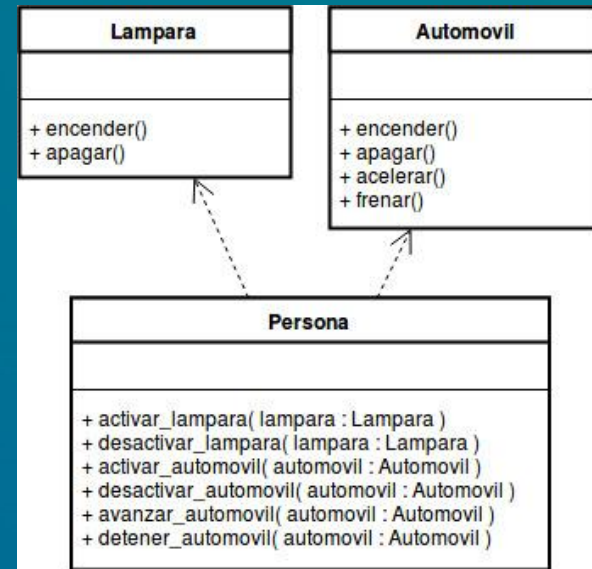 Lampara
+ encender()
+ apagar()
Automovil
+ encender()
+ apagar()
+ acelerar()
+ frenar()
Persona
+ activar_lampara( lampara : Lampara )
+ desactivar_lampara( lampara : Lampara )
+ activar_automovil( automovil : Automovil )
+ desactivar_automovil( automovil : Automovil )
+ avanzar_automovil( automovil : Automovil )
+ detener_automovil( automovil : Automovil )